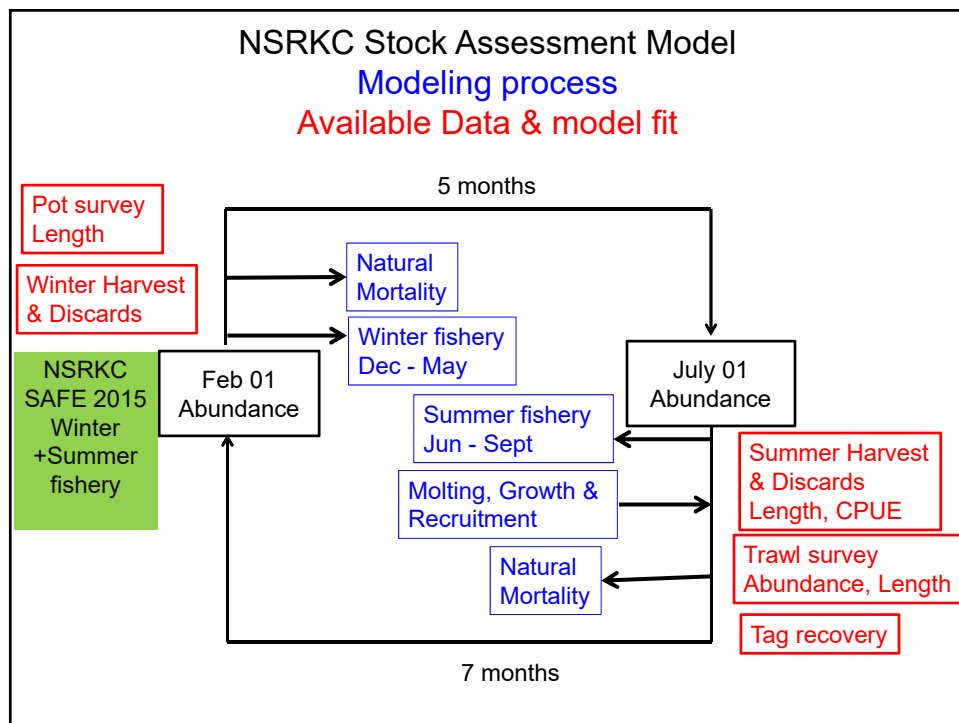 NSRKC Stock Assessment Model
Modeling process
Available Data & model fit
5 months
Pot survey
Length
Winter Harvest
& Discards
NSRKC
SAFE 2015
Winter
+Summer
fishery
Feb 01
Abundance
Natural
Mortality
Winter fishery
Dec - May
July 01
Abundance
Summer fishery
Jun - Sept
Molting, Growth &
Recruitment
Natural
Mortality
Summer Harvest
& Discards
Length, CPUE
Trawl survey
Abundance, Length
Tag recovery
7 months